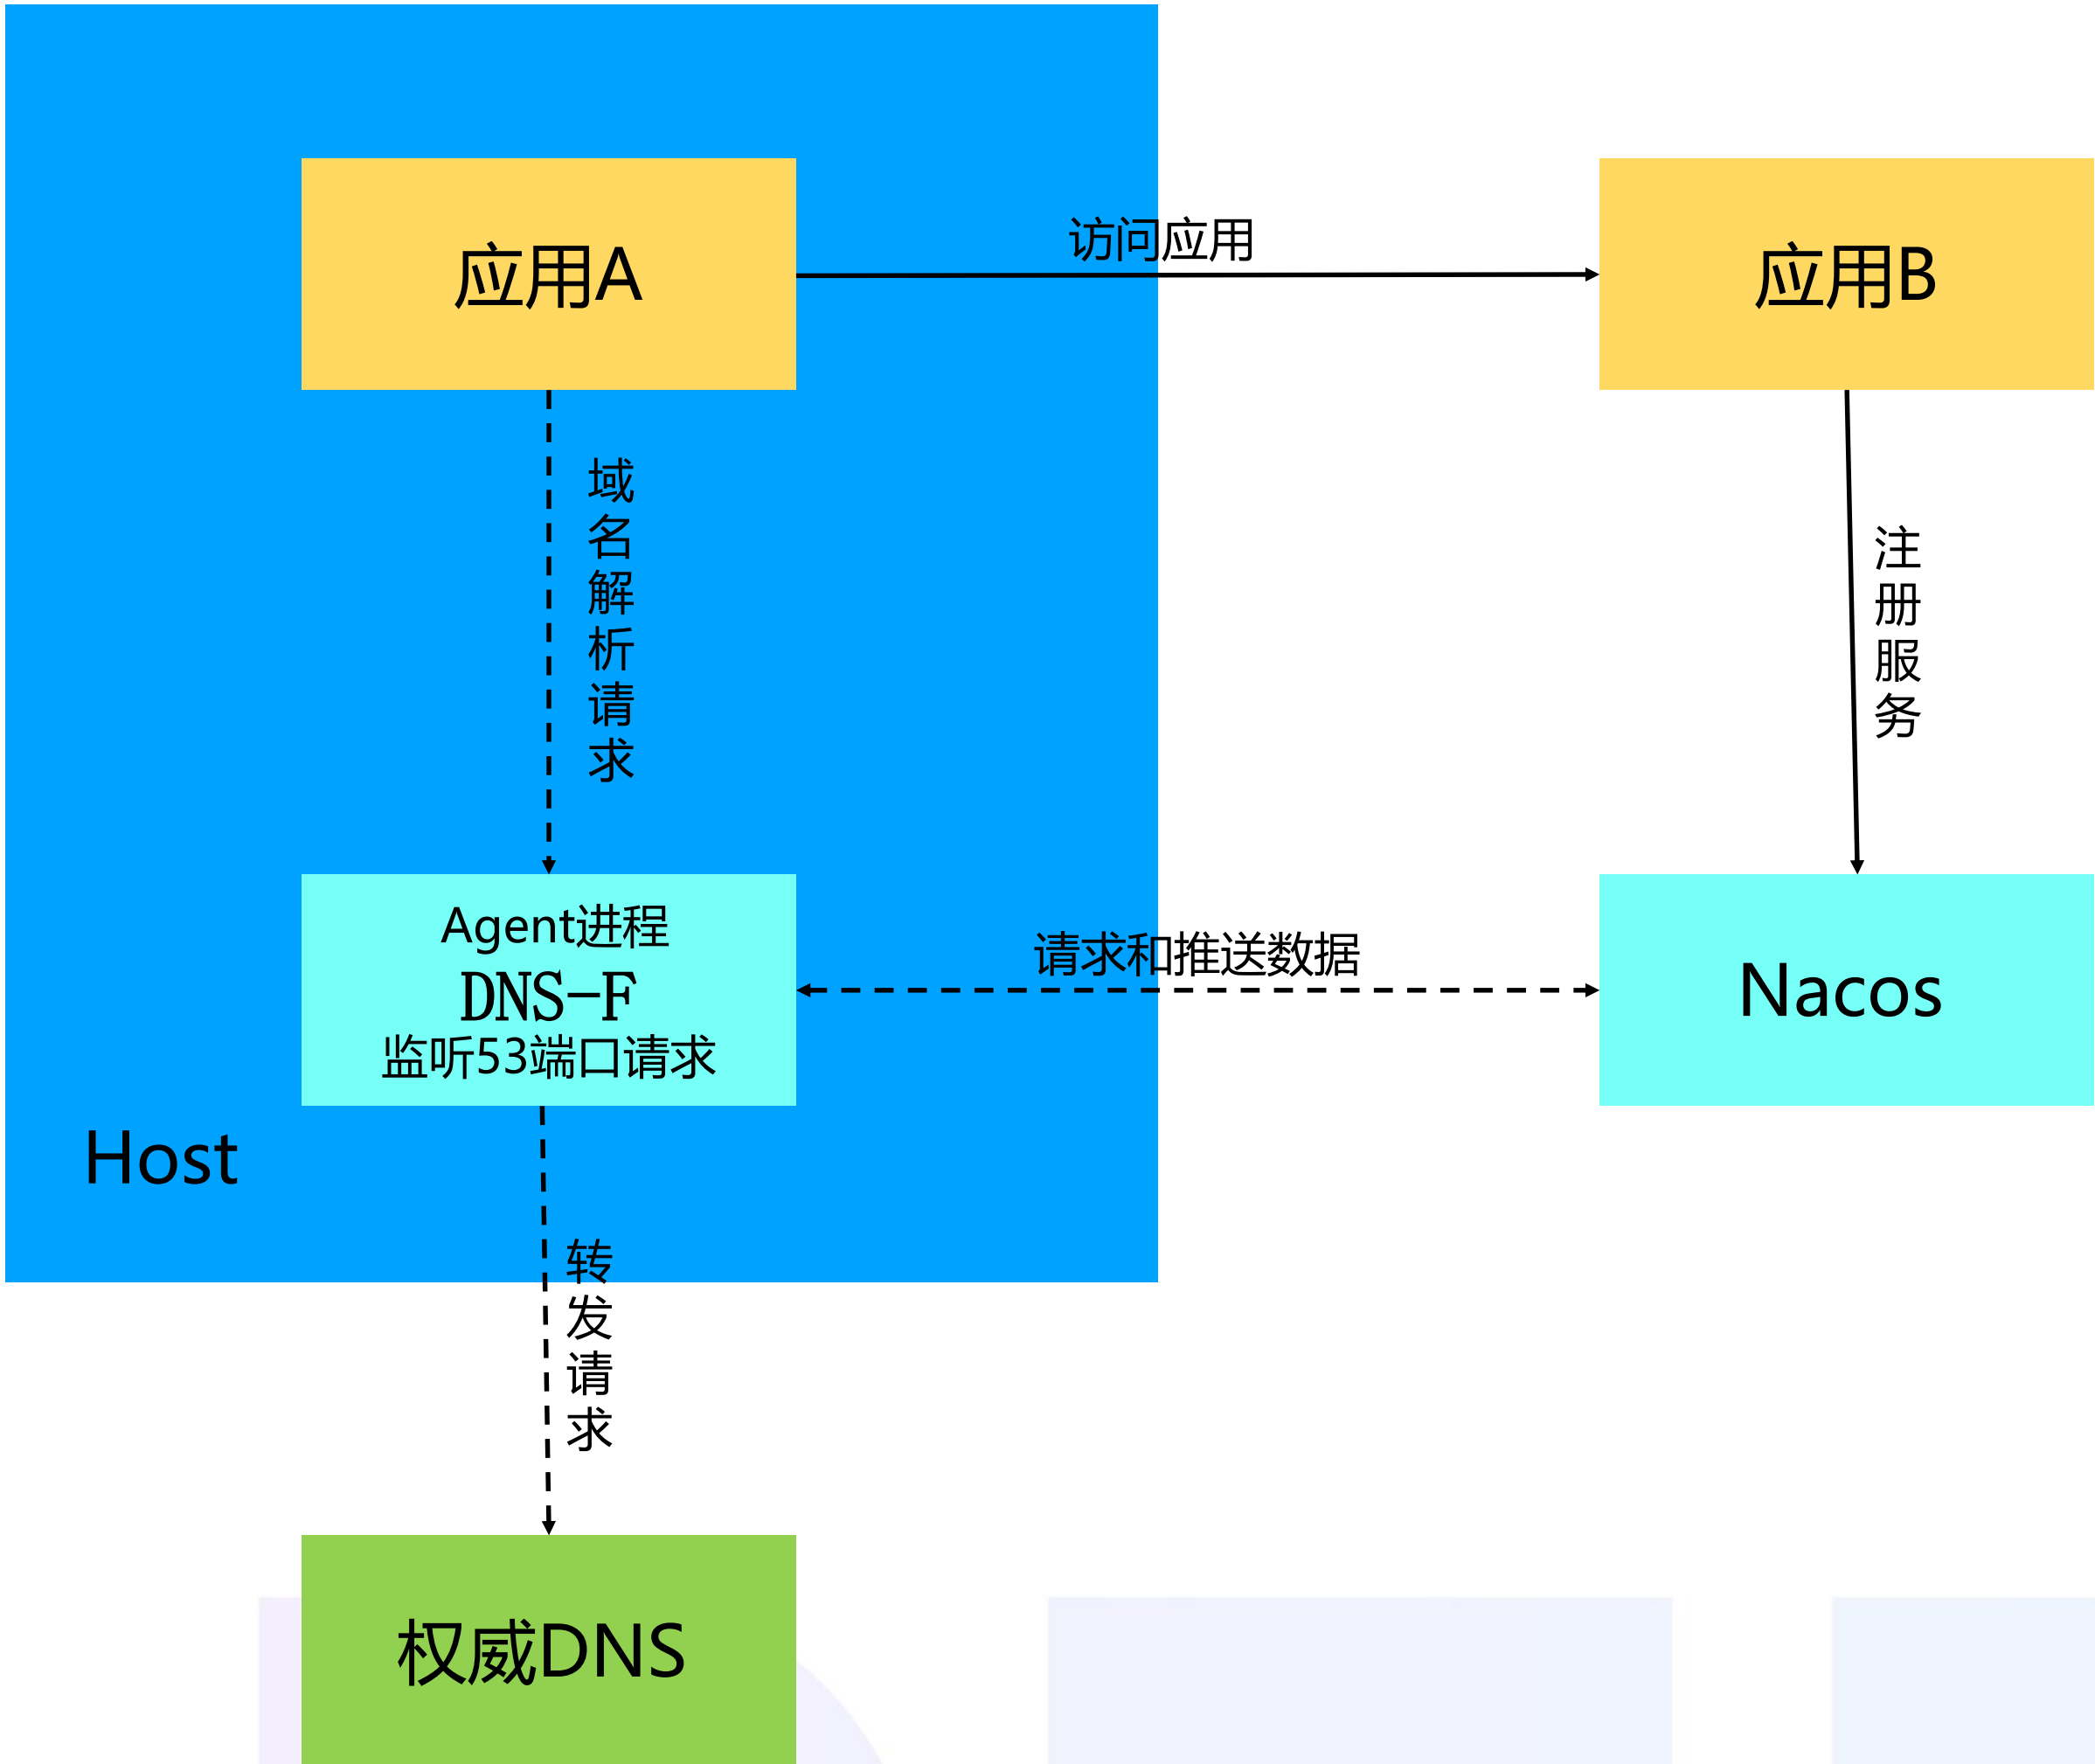 应用A
访问应用
应用B
域名解析请求
注册服务
Agent进程
DNS-F
监听53端口请求
请求和推送数据
Nacos
Host
转发请求
权威DNS